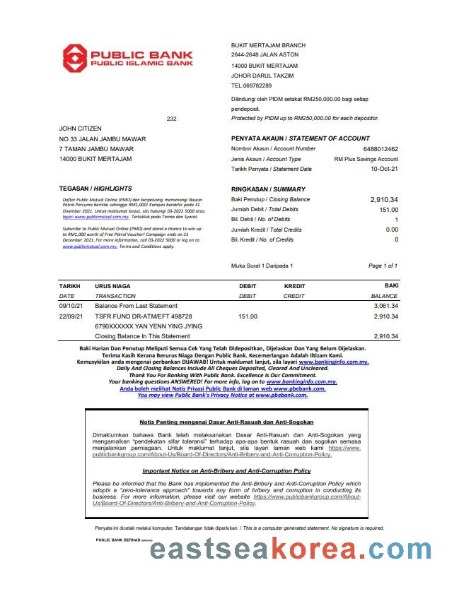 PUBLIC BANK
PUBLIC ISLAMIC BANK
BUKIT MERTAJAM BRANCH
2644-2648 JALAN ASTON
14000 BUKIT MERTAJAM
JOHOR DARUL TAKZIM
TEL:065782289
Dilindungi oleh PIDM setakat RM250,000.00 bagi setiap
pendeposit.
Protected by PIDM up to RM250,000.00 for each depositor.
232
JOHN CITIZEN
NO 33 JALAN JAMBU MAWAR
7 TAMAN JAMBU MAWAR
14000 BUKIT MERTAJAM
PENYATA AKAUN / STATEMENT OF ACCOUNT
Nombor Akaun / Account Number 6488012462
Jenis Akaun / Account Type RM Plus Savings Account
Tarikh Penyata / Statement Date 10-Oct-21
TEGASAN / HIGHLIGHTS
Daftar Public Mutual Online (PMO) dan berpeluang memenangi Baucar
Petrol Percuma bernilai sehingga RM1,000! Kempen berakhir pada 31
Disember 2021. Untuk maklumat lanjut, sila hubungi 03-2022 5000 atau
layari www.publicmutual.com.my. Tertakluk pada Terma dan Syarat.
Subscribe to Public Mutual Online (PMO) and stand a chance to win up
to RM1,000 worth of Free Petrol Voucher! Campaign ends on 31
December 2021. For more information, call 03-2022 5000 or log on to
www.publicmutual.com.my. Terms and Conditions apply.
RINGKASAN / SUMMARY
Baki Penutup / Closing Balance 2,910.34
Jumlah Debit / Total Debits 151.00
Bil. Debit / No. of Debits 1
Jumlah Kredit / Total Credits 0.00
Bil. Kredit / No. of Credits 0
Muka Surat 1 Daripada 1 Page 1 of 1
TARIKH URUS NIAGA DEBIT KREDIT BAKI
DATE TRANSACTION DEBIT CREDIT BALANCE
09/10/21 Balance From Last Statement 3,061.34
22/09/21 TSFR FUND DR-ATMEFT 498728 151.00 2,910.34
6790XXXXXX YAN YENN YING JYING
Closing Balance In This Statement 2,910.34
Baki Harian Dan Penutup Meliputi Semua Cek Yang Telah Didepositkan, Dijelaskan Dan Yang Belum Dijelaskan.
Terima Kasih Kerana Berurus Niaga Dengan Public Bank. Kecemerlangan Adalah Iltizam Kami.
Kemusykilan anda mengenai perbankan DIJAWAB! Untuk maklumat lanjut, sila layari www.bankinginfo.com.my.
Daily And Closing Balances Include All Cheques Deposited, Cleared And Uncleared.
Thank You For Banking With Public Bank. Excellence is Our Commitment.
Your banking questions ANSWERED! For more info, log on to www.bankinginfo.com.my.
Anda boleh melihat Notis Privasi Public Bank di laman web www.pbebank.com.
You may view Public Bank's Privacy Notice at www.pbebank.com.
Notis Penting mengenai Dasar Anti-Rasuah dan Anti-Sogokan
Dimaklumkan bahawa Bank telah melaksanakan Dasar Anti-Rasuah dan Anti-Sogokan yang
mengamalkan "pendekatan sifar toleransi" terhadap apa-apa bentuk rasuah dan sogokan semasa
menjalankan perniagaan. Untuk maklumat lanjut, sila layari laman web kami https://www.
publicbankgroup.com/About-Us/Board-Of-Directors/Anti-Bribery-and-Anti-Corruption-Policy.
Important Notice on Anti-Bribery and Anti-Corruption Policy
Please be informed that the Bank has implemented the Anti-Bribery and Anti-Corruption Policy which
adopts a "zero-tolerance approach" towards any form of bribery and corruption in conducting its
business. For more information, please visit our website https://www.publicbankgroup.com/About-
Us/Board-Of-Directors/Anti-Bribery-and-Anti-Corruption-Policy.
Penyata ini dicetak melalui komputer. Tandatangan tidak diperlukan. / This is a computer generated statement. No signature is required.
PUBLIC BANK BERHAD
eastseakorea.com